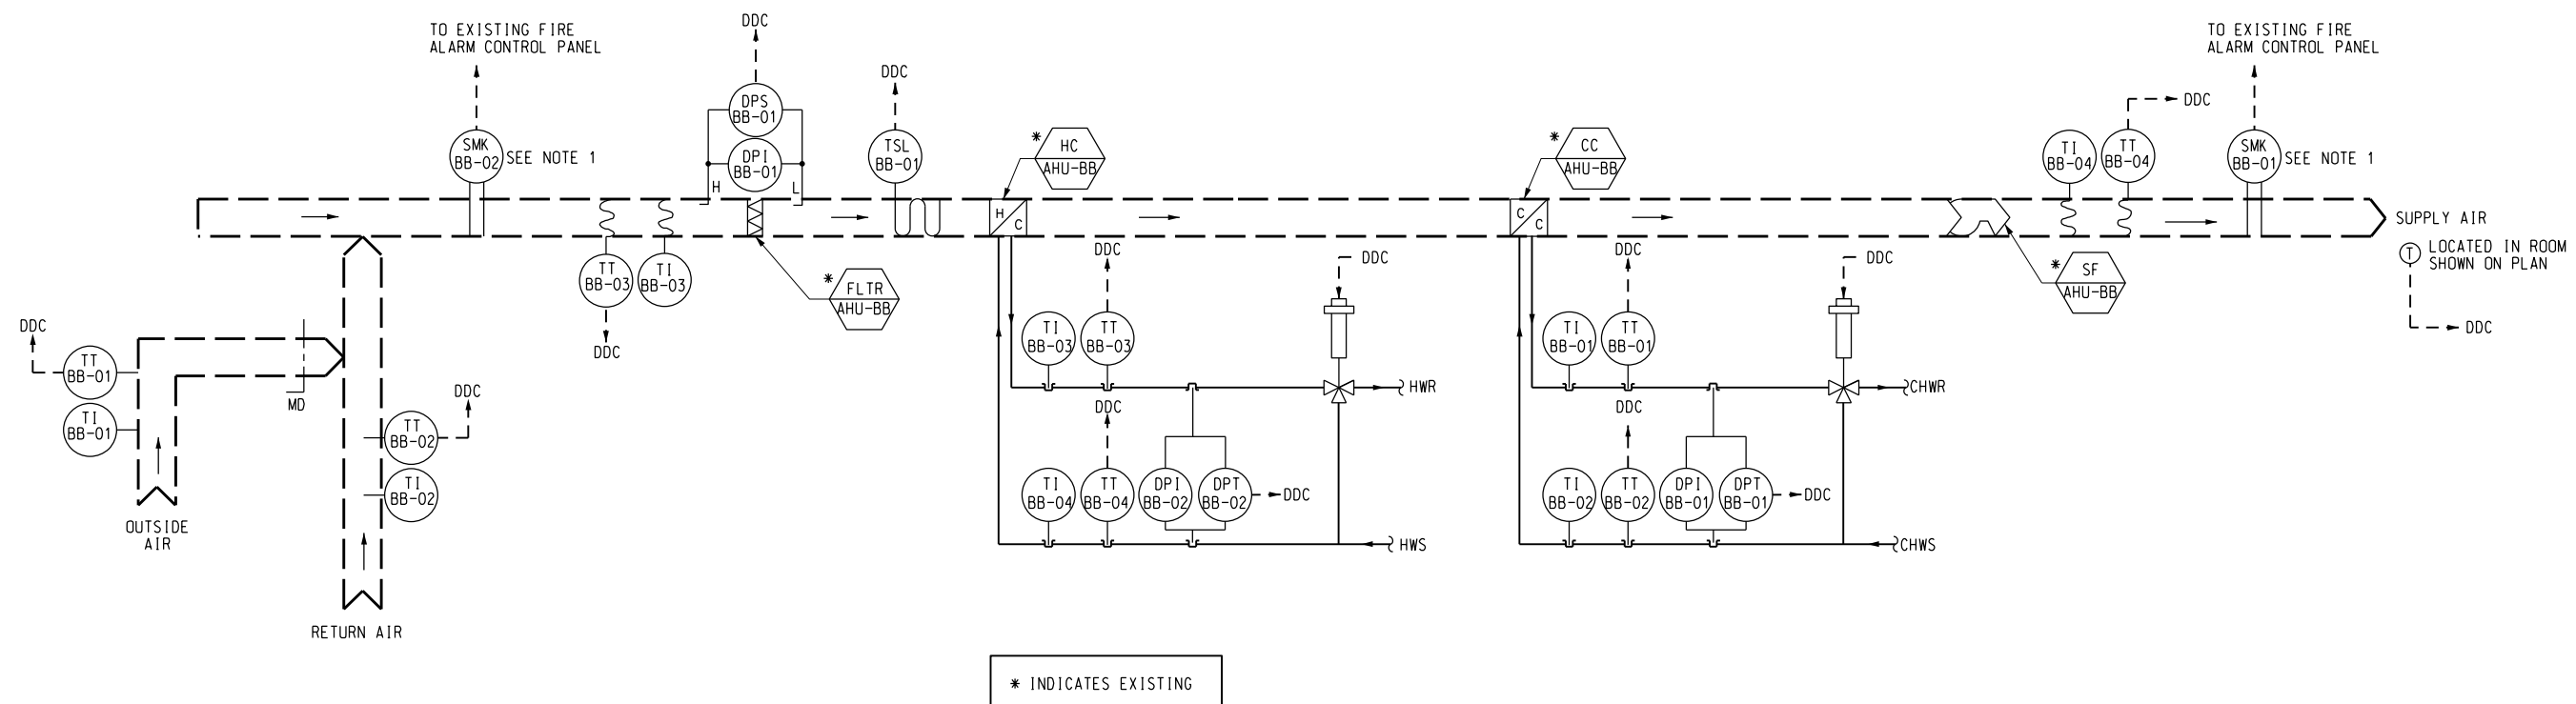 TO EXISTING FIRE
ALARM CONTROL PANEL
DDC
DDC
TO EXISTING FIRE
ALARM CONTROL PANEL
DDC
SMK
BB-02
SEE NOTE 1
DPS
BB-01
DPI
BB-01
H
L
TSL
BB-01
* HC
AHU-BB
* CC
AHU-BB
TI
BB-04
TT
BB-04
SMK
BB-01
SEE NOTE 1
H
C
C
C
SUPPLY AIR
T
LOCATED IN ROOM
SHOWN ON PLAN
DDC
TT
BB-03
TI
BB-03
DDC
* FLTR
AHU-BB
* SF
AHU-BB
DDC
DDC
DDC
DDC
TI
BB-03
TT
BB-03
TI
BB-01
TT
BB-01
DDC
TT
BB-01
TI
BB-01
MD
DDC
TT
BB-02
TI
BB-02
HWR
CHWR
DDC
DDC
TI
BB-04
TT
BB-04
DPI
BB-02
DPT
BB-02
DDC
TI
BB-02
TT
BB-02
DPI
BB-01
DPT
BB-01
DDC
HWS
CHWS
OUTSIDE
AIR
RETURN AIR
* INDICATES EXISTING